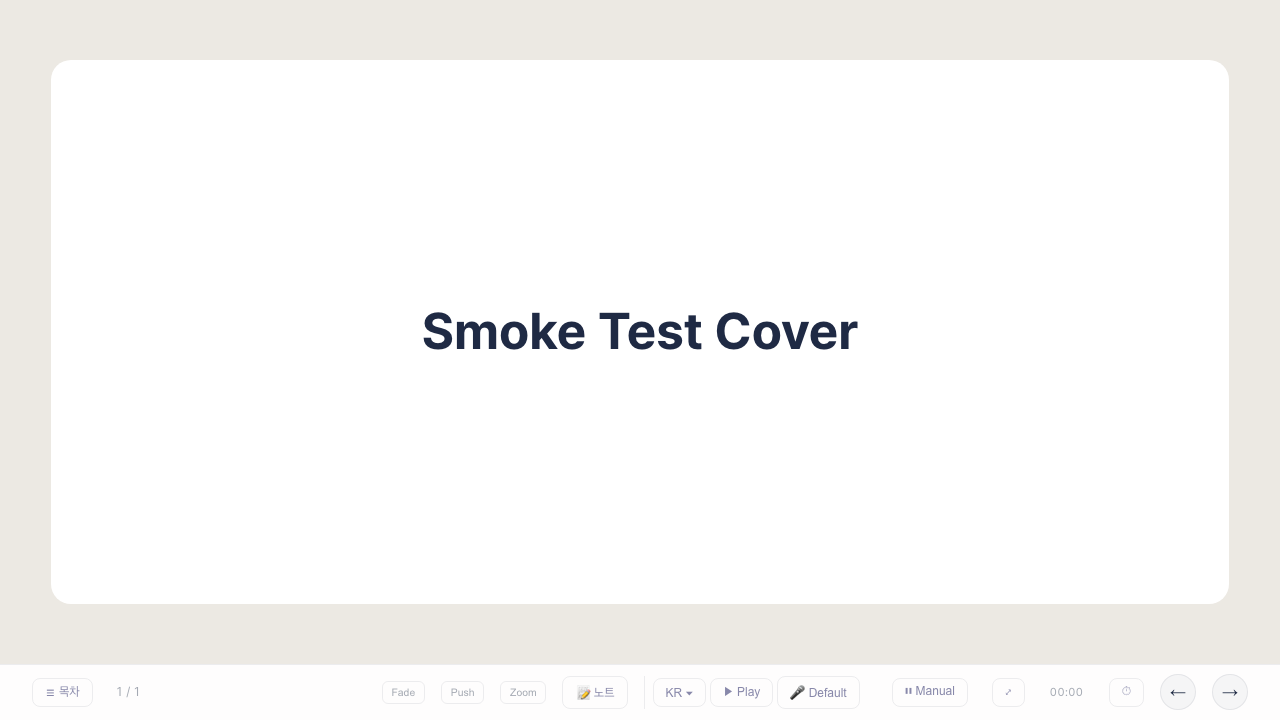 Smoke Test Cover
≡ 목차 1 / 1 Fade Push Zoom 📝 노트 KR ▾ ▶ Play 🎤 Default ⏸ Manual ⤢ 00:00 ⏱ ← →